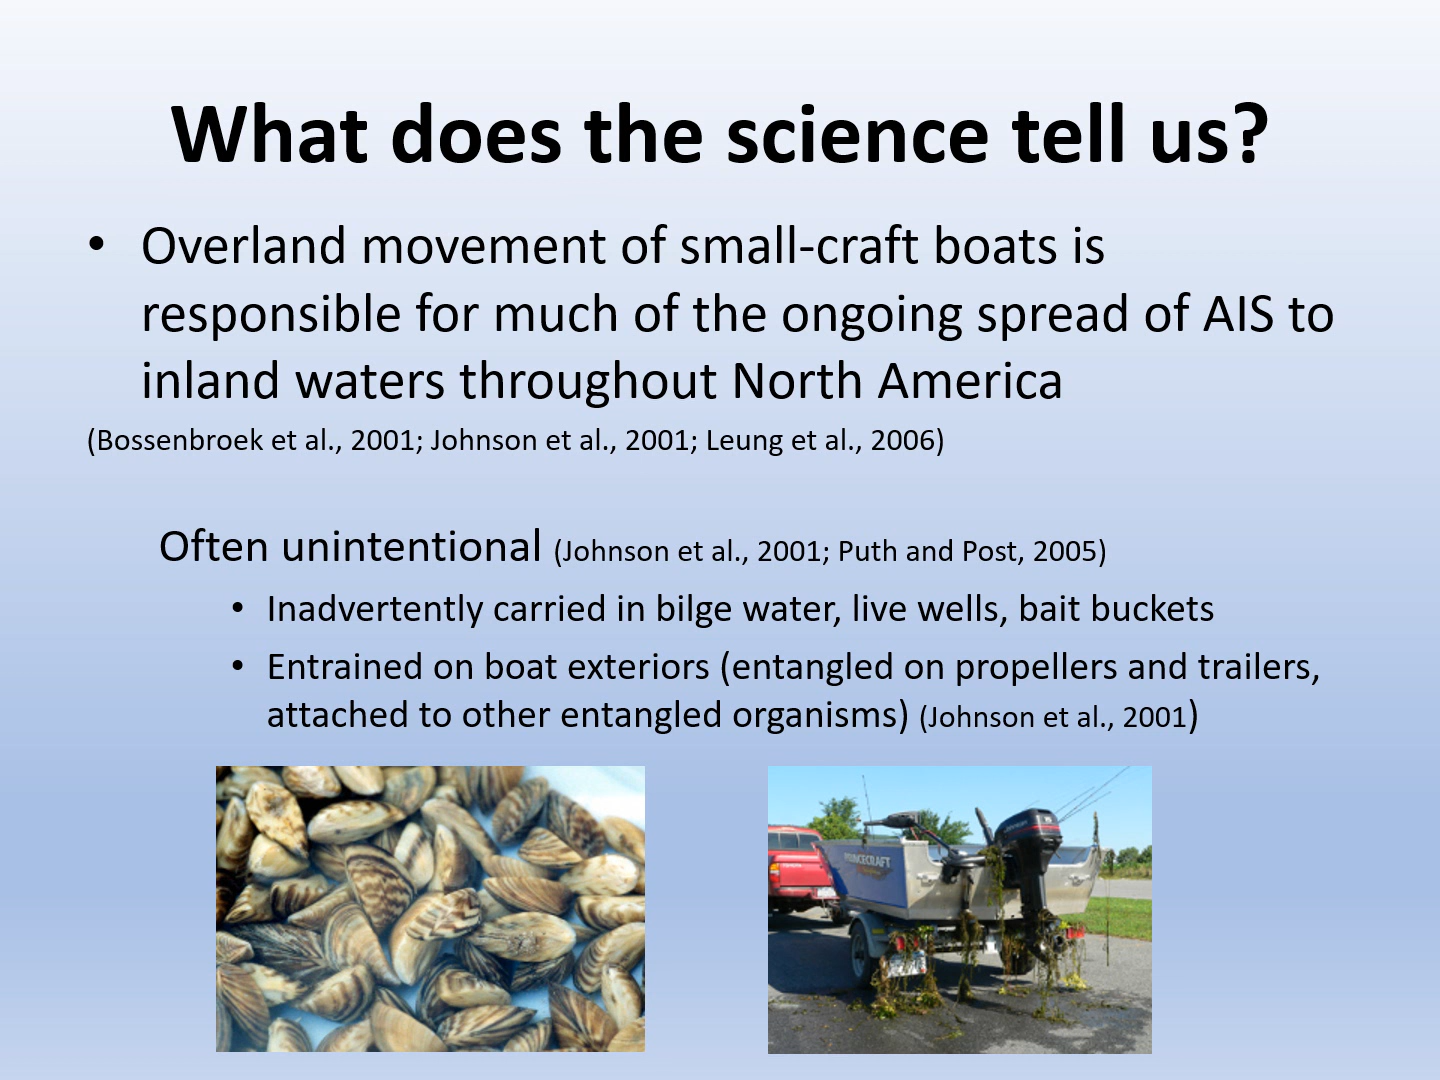 What does the science tell us?
• Overland movement of small-craft boats is
responsible for much of the ongoing spread of AIS to
inland waters throughout North America
(Bossenbroek et al., 2001; Johnson et al., 2001; Leung et al., 2006)
Often unintentional (Johnson et al., 2001; Puth and Post, 2005)
• Inadvertently carried in bilge water, live wells, bait buckets
• Entrained on boat exteriors (entangled on propellers and trailers,
attached to other entangled organisms) (Johnson et al., 2001)
PRINCECRAFT